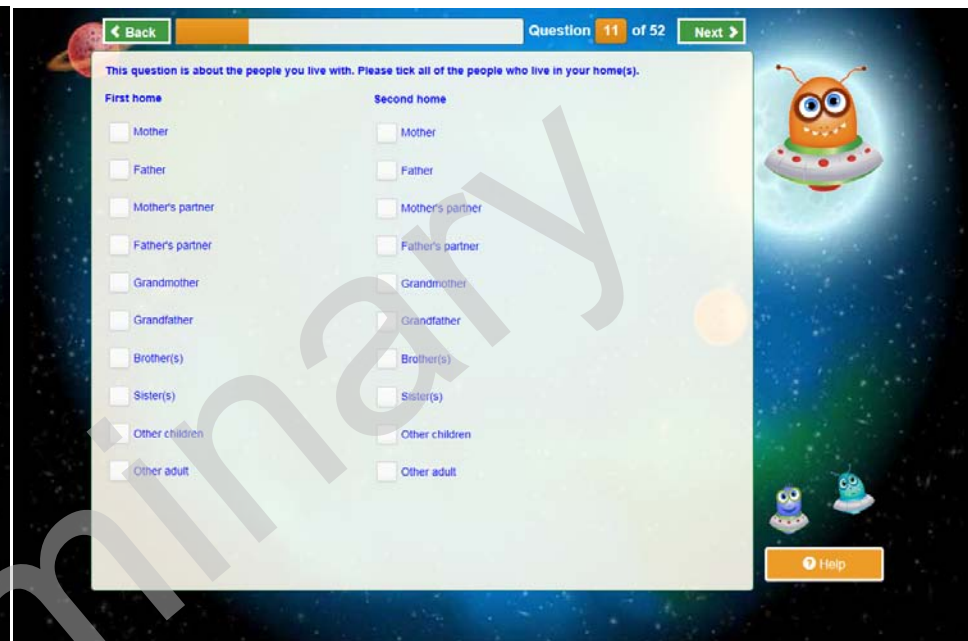 Back
Question 11 of 52
Next
This question is about the people you live with. Please tick all of the people who live in your home(s).
First home
Second home
Mother
Mother
Father
Father
Mother's partner
Mother's partner
Father's partner
Father's partner
Grandmother
Grandmother
Grandfather
Grandfather
Brother(s)
Brother(s)
Sister(s)
Sister(s)
Other children
Other children
Other adult
Other adult
Help
minary